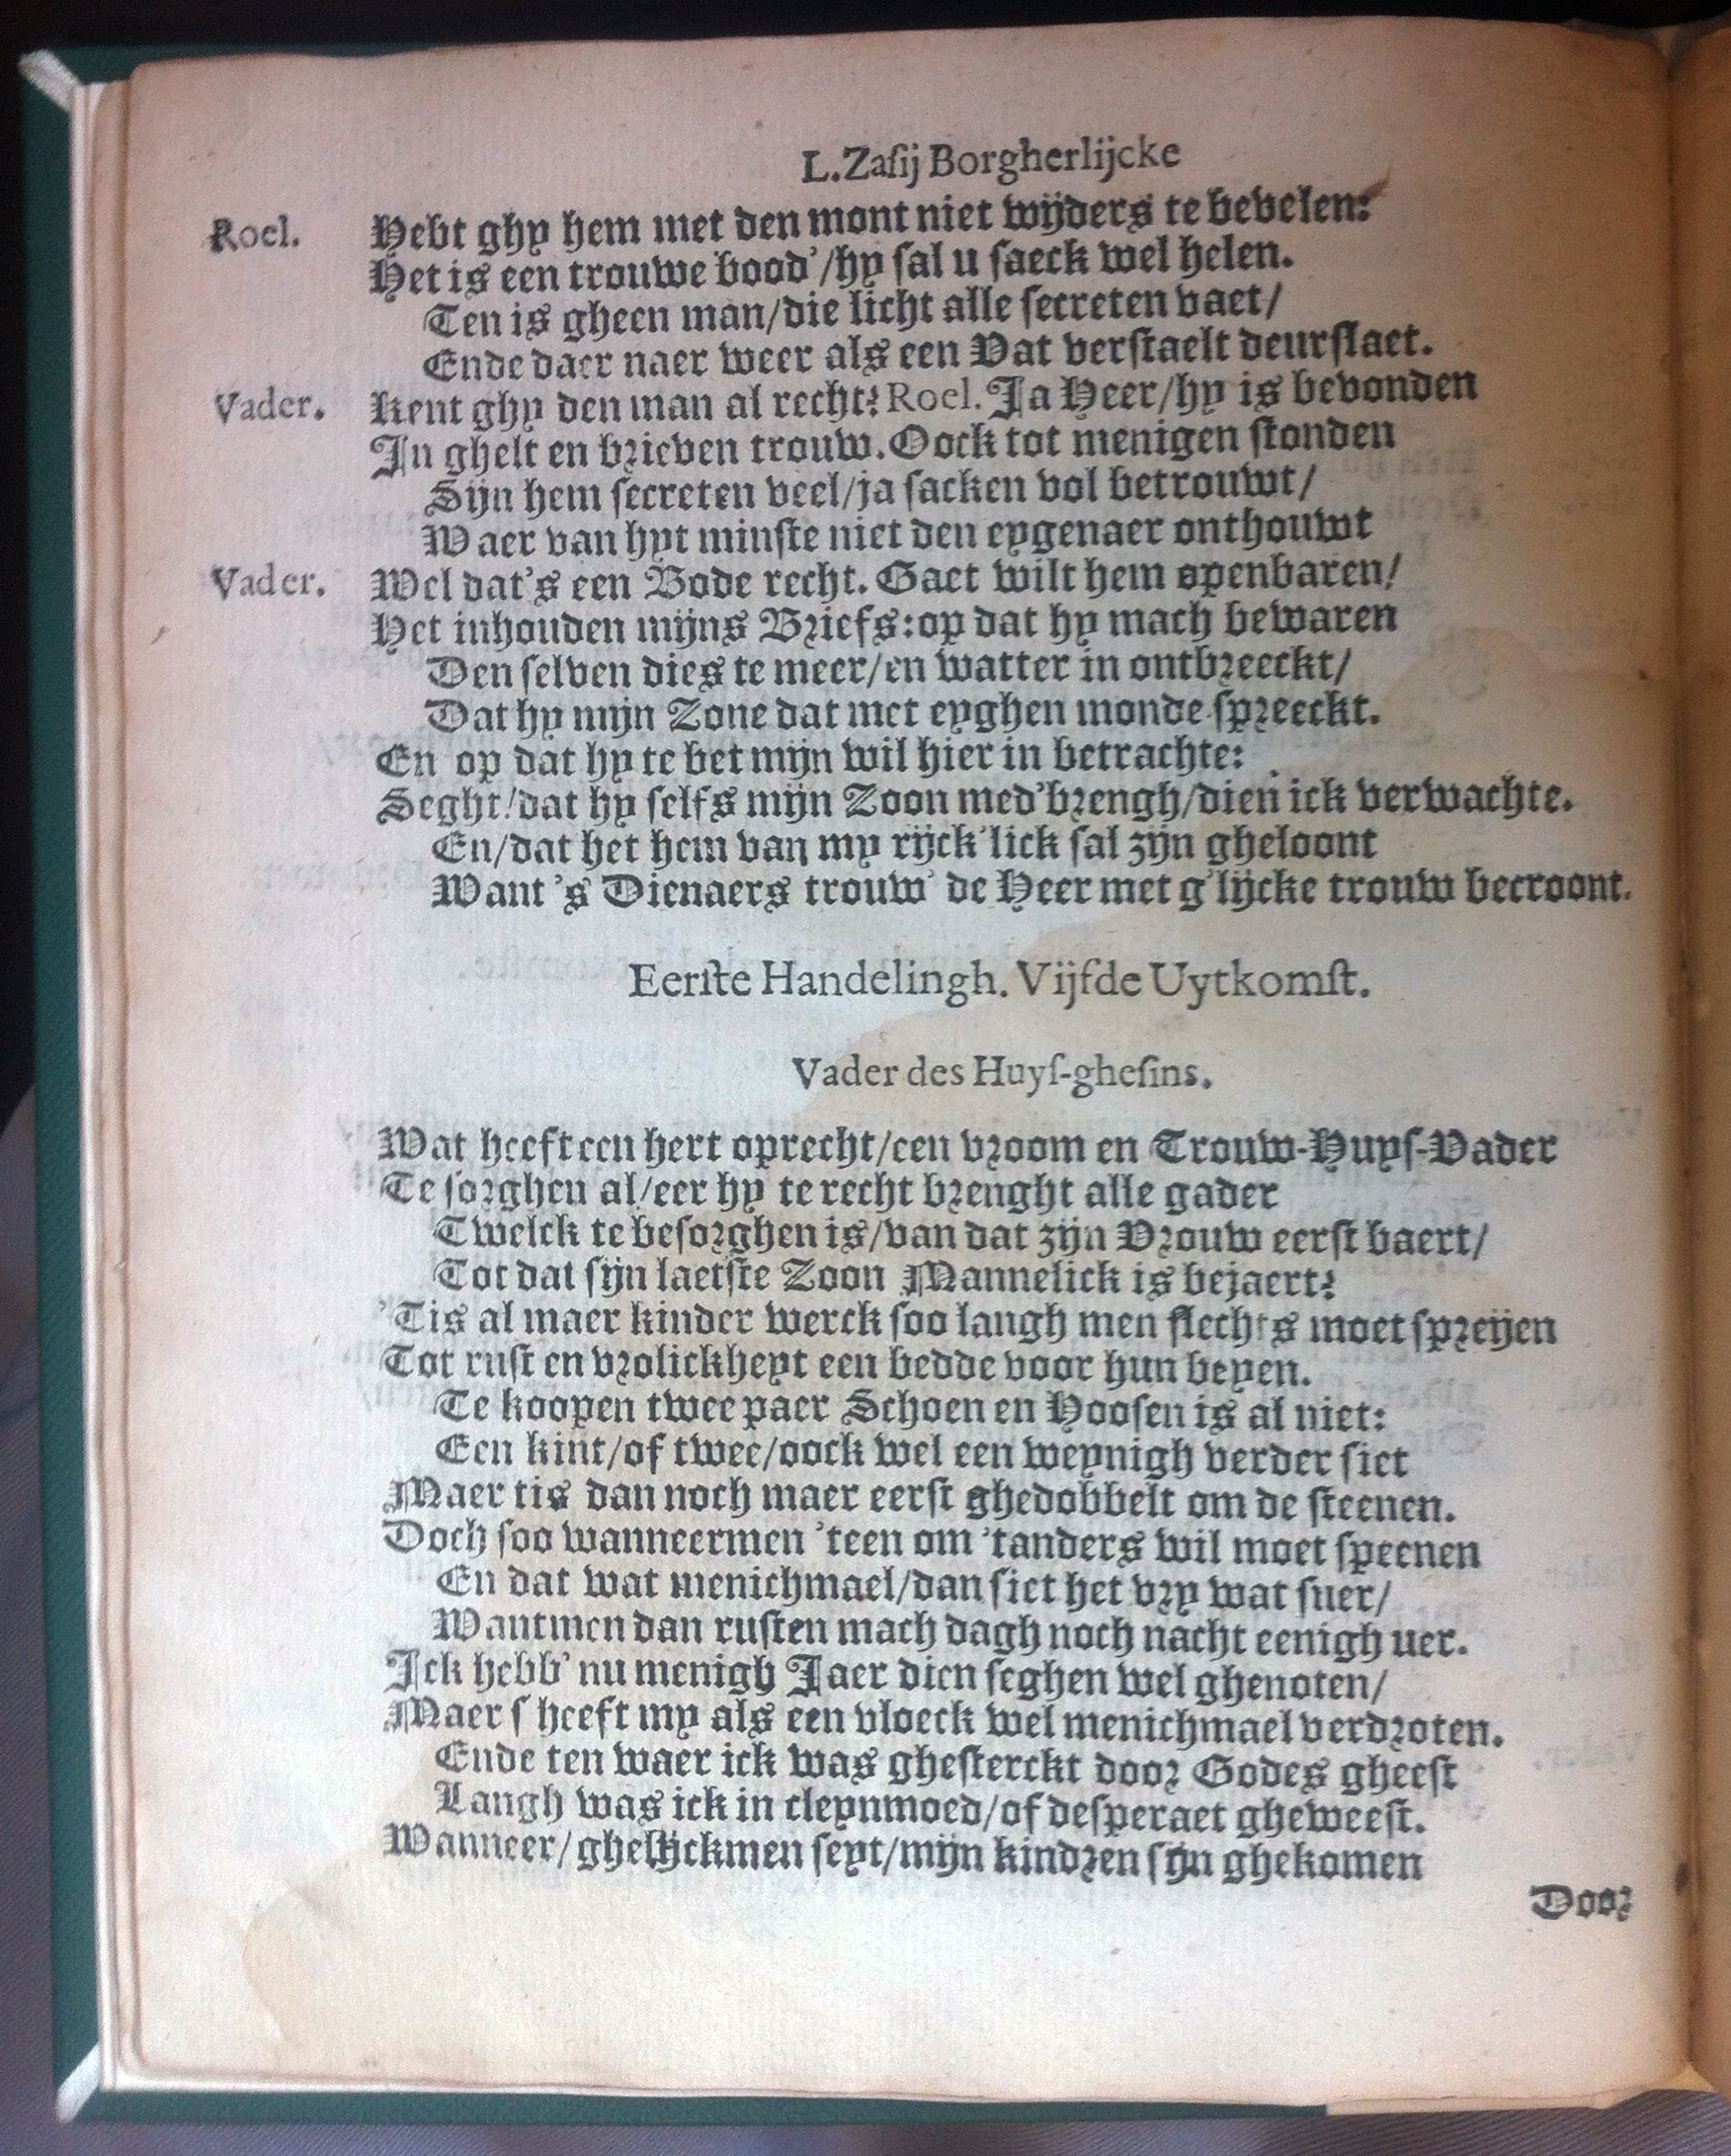 L. Zasij Borgherlijcke
Roel. Hebt ghy hem met den mont niet wijders te bevelen?
Het is een trouwe bood'/hy sal u saeck wel helen.
Ten is gheen man/die licht alle secreten vaet/
Ende daer naer weer als een Vat verstaelt deurslaet.
Vader. Kent ghy den man al recht? Roel. Ja Heer/hy is bevonden
In ghelt en brieven trouw. Oock tot menigen stonden
Sijn hem secreten veel/ja sacken vol betrouwt/
Waer van hyt minste niet den eygenaer onthouwt
Vader. Wel dat's een Bode recht. Gaet wilt hem openbaren/
Het inhouden mijns Briefs: op dat hy mach bewaren
Den selven dies te meer/en watter in ontbreeckt/
Dat hy mijn Zone dat met eyghen monde spreeckt.
En op dat hy te bet mijn wil hier in betrachte:
Seght/dat hy selfs mijn Zoon med'brengh/dien ick verwachte.
En/dat het hem van my rijck'lick sal zijn gheloont
Want 's Dienaers trouw' de Heer met g'lijcke trouw becroont.
Eerste Handelingh. Vijfde Uytkomst.
Vader des Huys-ghesins.
Wat heeft een hert oprecht/een vroom en Trouw-Huys-Vader
Te sorghen al/eer hy te recht brenght alle gader
Twelck te besorghen is/van dat zijn Vrouw eerst baert/
Tot dat sijn laetste Zoon Mannelick is bejaert?
'Tis al maer kinder werck soo langh men slechts moet spreijen
Tot rust en vrolickheyt een bedde voor hun beyen.
Te koopen twee paer Schoen en Hoosen is al niet:
Een kint/of twee/oock wel een weynigh verder siet
Maer tis dan noch maer eerst ghedobbelt om de steenen.
Doch soo wanneermen 'teen om 'tanders wil moet speenen
En dat wat menichmael/dan siet het vry wat suer/
Wantmen dan rusten mach dagh noch nacht eenigh uer.
Ick hebb' nu menigh Jaer dien seghen wel ghenoten/
Maer s' heeft my als een vloeck wel menichmael verdroten.
Ende ten waer ick was ghesterckt door Godes gheest
Langh was ick in cleynmoed/of desperaet gheweest.
Wanneer/ghelijckmen seyt/mijn kindren sijn ghekomen
Door